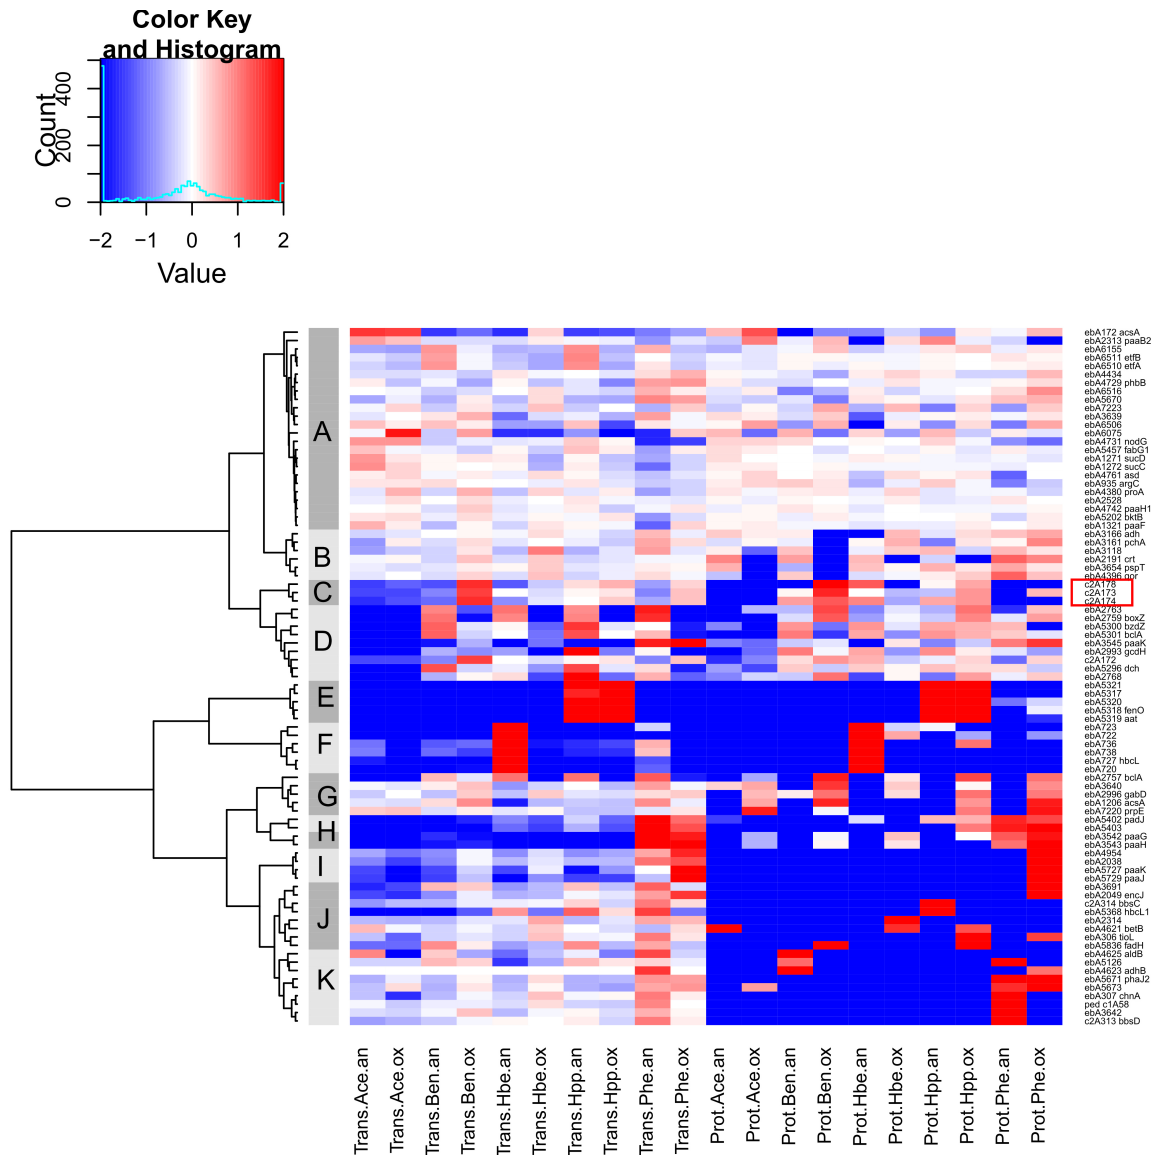 Color Key
and Histogram
Count
0
200
400
−2
−1
0
1
2
Value
A
B
C
D
E
F
G
H
I
J
K
ebA172 acsA
ebA2313 paaB2
ebA6155
ebA6511 etfB
ebA6510 etfA
ebA4434
ebA4729 phbB
ebA6516
ebA5670
ebA7223
ebA3639
ebA6506
ebA6075
ebA4731 nodG
ebA5457 fabG1
ebA1271 sucD
ebA1272 sucC
ebA4761 asd
ebA935 argC
ebA4380 proA
ebA2528
ebA4742 paaH1
ebA5202 bktB
ebA1321 paaF
ebA3166 adh
ebA3161 pchA
ebA3118
ebA2191 crt
ebA3654 pspT
ebA4396 qor
c2A178
c2A173
c2A174
ebA2763
ebA2759 boxZ
ebA5300 bzdZ
ebA5301 bclA
ebA3545 paaK
ebA2993 gcdH
c2A172
ebA5296 dch
ebA2768
ebA5321
ebA5317
ebA5320
ebA5318 fenO
ebA5319 aat
ebA723
ebA722
ebA736
ebA738
ebA727 hbcL
ebA720
ebA2757 bclA
ebA3640
ebA2996 gabD
ebA1206 acsA
ebA7220 prpE
ebA5402 padJ
ebA5403
ebA3542 paaG
ebA3543 paaH
ebA4954
ebA2038
ebA5727 paaK
ebA5729 paaJ
ebA3691
ebA2049 encJ
c2A314 bbsC
ebA5368 hbcL1
ebA2314
ebA4621 betB
ebA306 tioL
ebA5836 fadH
ebA4625 aldB
ebA5126
ebA4623 adhB
ebA5671 phaJ2
ebA5673
ebA307 chnA
ped c1A58
ebA3642
c2A313 bbsD
Trans.Ace.an
Trans.Ace.ox
Trans.Ben.an
Trans.Ben.ox
Trans.Hbe.an
Trans.Hbe.ox
Trans.Hpp.an
Trans.Hpp.ox
Trans.Phe.an
Trans.Phe.ox
Prot.Ace.an
Prot.Ace.ox
Prot.Ben.an
Prot.Ben.ox
Prot.Hbe.an
Prot.Hbe.ox
Prot.Hpp.an
Prot.Hpp.ox
Prot.Phe.an
Prot.Phe.ox